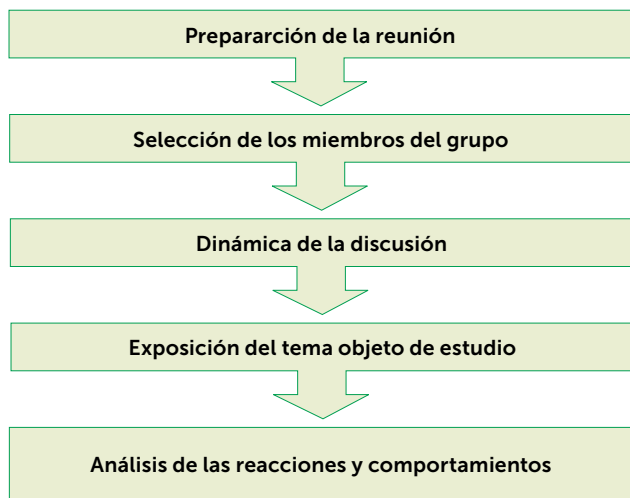 Prepararción de la reunión
Selección de los miembros del grupo
Dinámica de la discusión
Exposición del tema objeto de estudio
Análisis de las reacciones y comportamientos